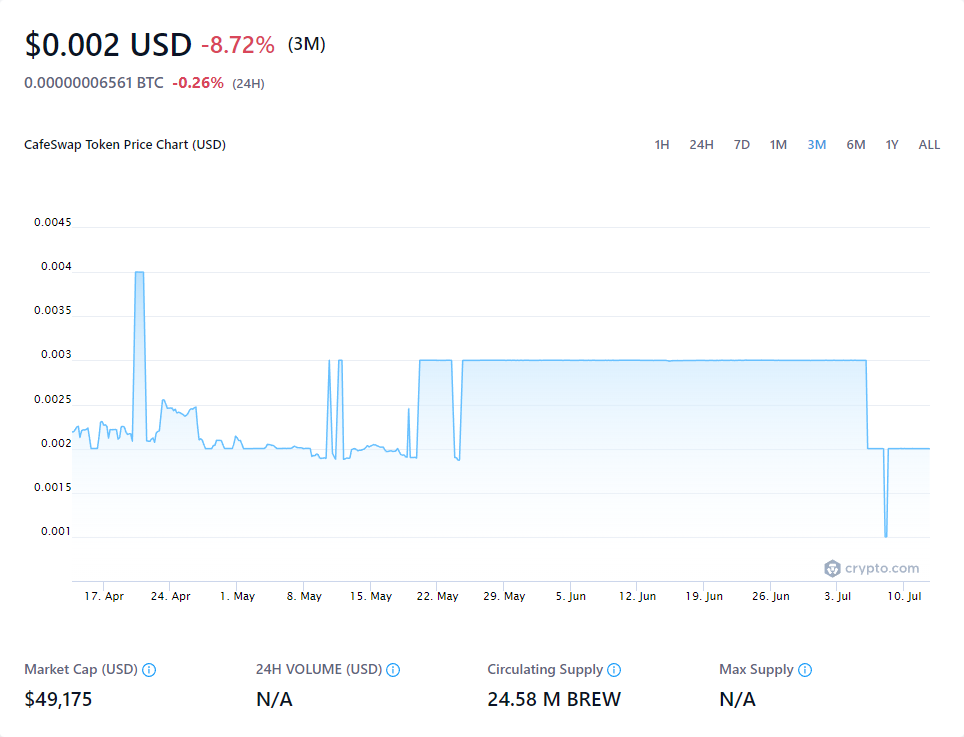 $0.002 USD -8.72% (3M)
0.00000006561 BTC -0.26% (24H)
CafeSwap Token Price Chart (USD) 1H 24H 7D 1M 3M 6M 1Y ALL
0.0045
0.004
0.0035
0.003
0.0025
0.002
0.0015
0.001
crypto.com
17. Apr 24. Apr 1. May 8. May 15. May 22. May 29. May 5. Jun 12. Jun 19. Jun 26. Jun 3. Jul 10. Jul
Market Cap (USD) 24H VOLUME (USD) Circulating Supply Max Supply
$49,175 N/A 24.58 M BREW N/A